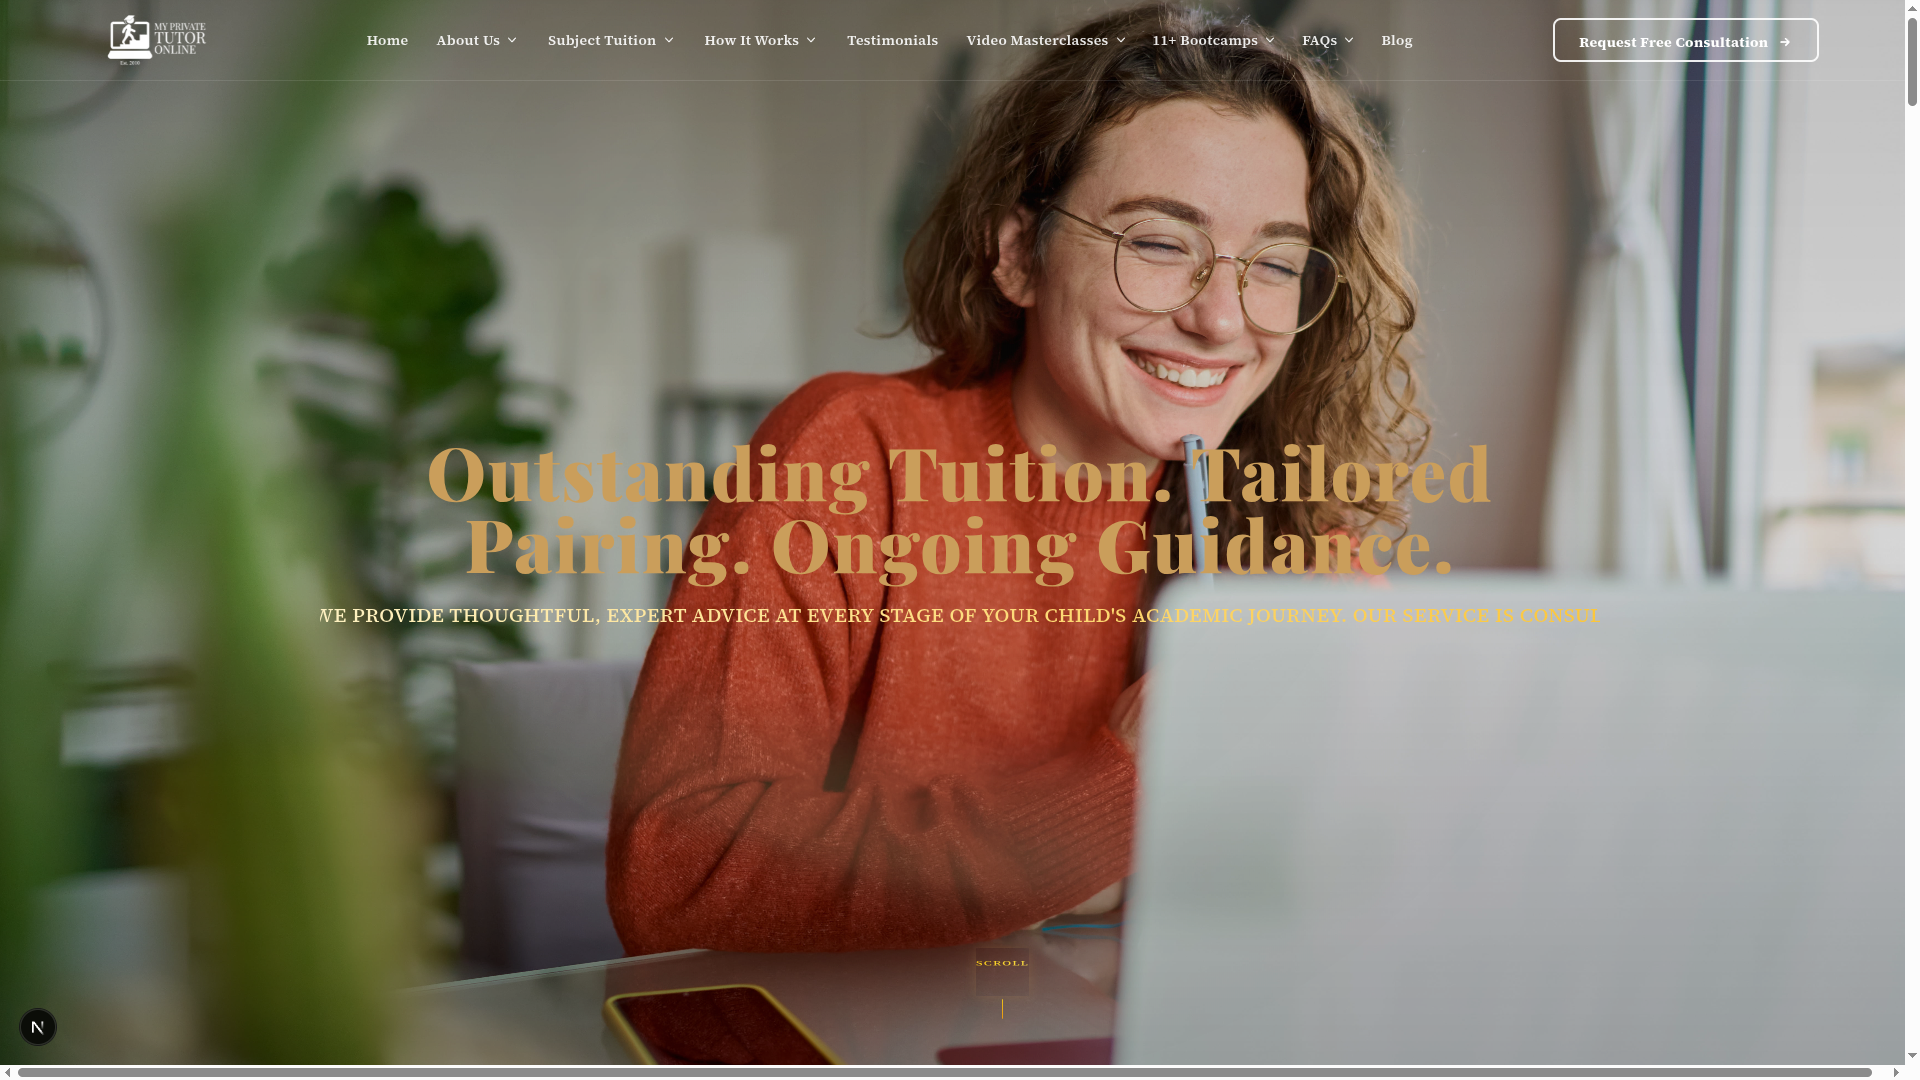 MY PRIVATE
TUTOR
ONLINE
Est. 2010
Home
About Us
Subject Tuition
How It Works
Testimonials
Video Masterclasses
11+ Bootcamps
FAQs
Blog
Request Free Consultation →
Outstanding Tuition. Tailored
Pairing. Ongoing Guidance.
WE PROVIDE THOUGHTFUL, EXPERT ADVICE AT EVERY STAGE OF YOUR CHILD'S ACADEMIC JOURNEY. OUR SERVICE IS CONSUL
SCROLL
N